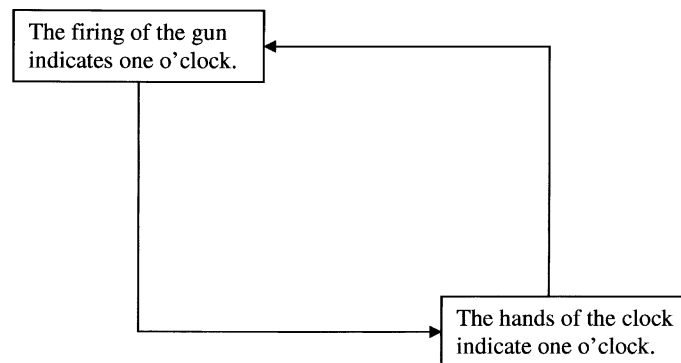 The firing of the gun
indicates one o'clock.
The hands of the clock
indicate one o'clock.